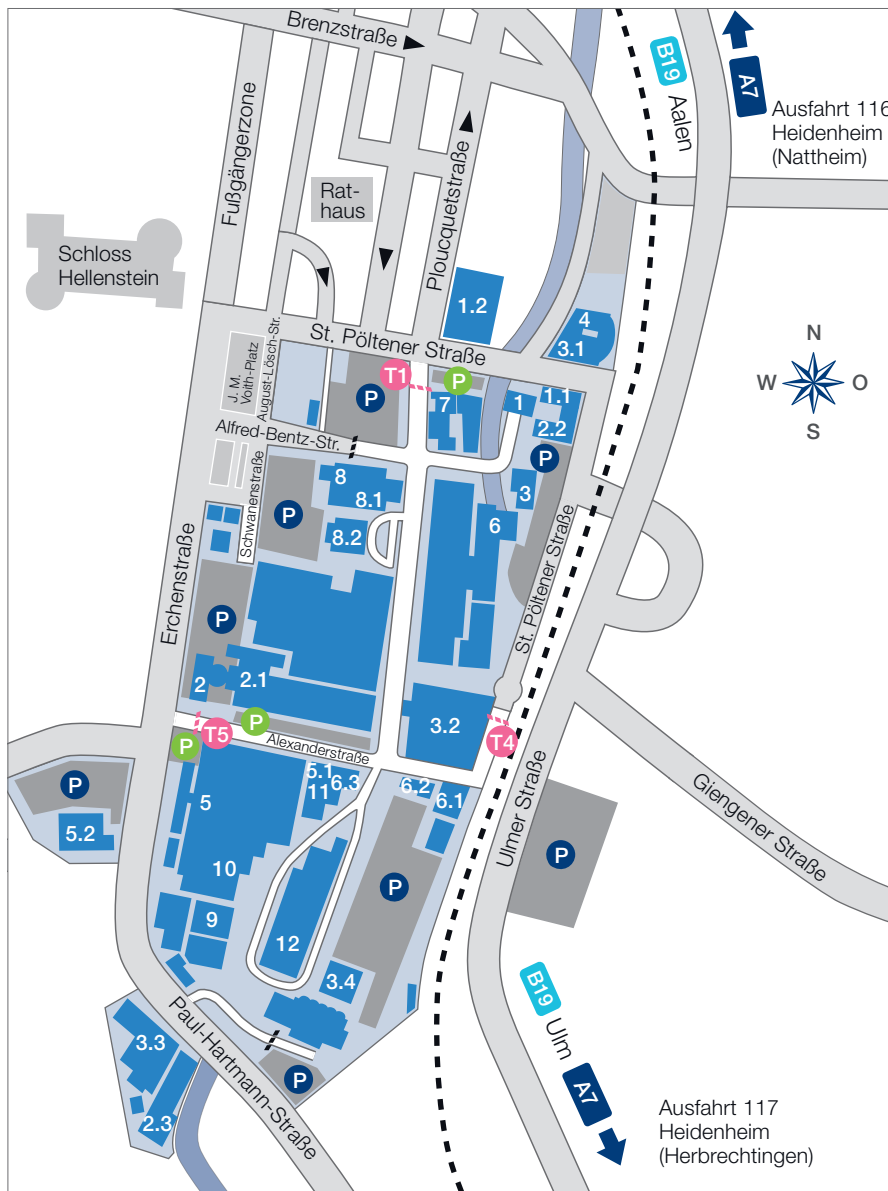 Brenzstraße
B19
Aalen
A7
Ausfahrt 116
Heidenheim
(Nattheim)
Fußgängerzone
Rat-
haus
Ploucquetstraße
Schloss
Hellenstein
1.2
4
3.1
St. Pöltener Straße
J. M.
Voith-Platz
August-Lösch-Str.
N
W
O
S
T1
P
P
7
1
1.1
2.2
Alfred-Bentz-Str.
P
8
8.1
8.2
P
3
6
Schwanenstraße
Erchenstraße
St. Pöltener Straße
P
2
2.1
3.2
T5
P
P
Alexanderstraße
T4
P
5.2
5
5.1
11
6.3
6.2
6.1
Ulmer Straße
P
Giengener Straße
10
P
9
12
3.4
B19
Ulm
A7
Paul-Hartmann-Straße
3.3
2.3
P
Ausfahrt 117
Heidenheim
(Herbrechtingen)